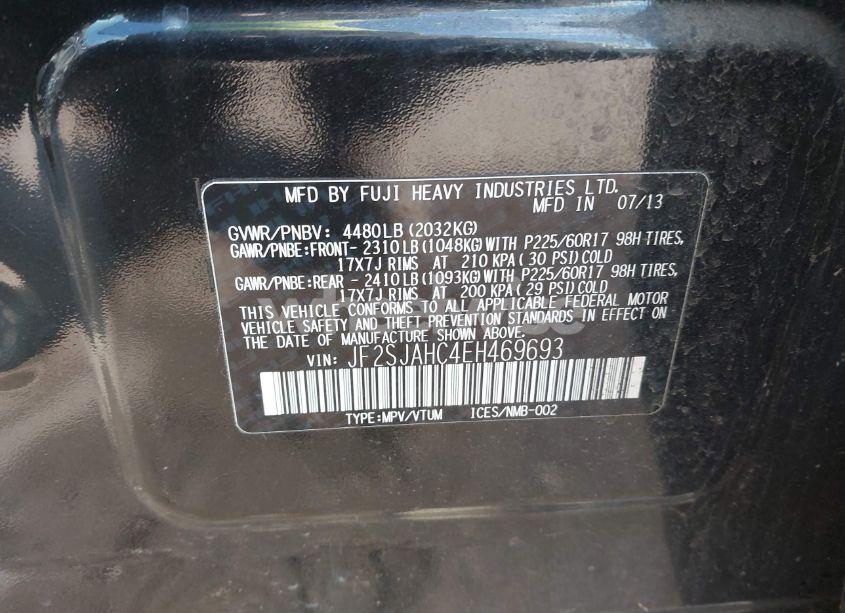 MFD BY FUJI HEAVY INDUSTRIES LTD.
MFD IN 07/13
GVWR/PNBV: 4480LB(2032KG)
GAWR/PNBE:FRONT- 2310LB(1048KG)WITH P225/60R17 98H TIRES,
17X7J RIMS AT 210 KPA( 30 PSI)COLD
GAWR/PNBE:REAR - 2410LB(1093KG)WITH P225/60R17 98H TIRES,
17X7J RIMS AT 200 KPA( 29 PSI)COLD
THIS VEHICLE CONFORMS TO ALL APPLICABLE FEDERAL MOTOR
VEHICLE SAFETY AND THEFT PREVENTION STANDARDS IN EFFECT ON
THE DATE OF MANUFACTURE SHOWN ABOVE.
VIN: JF2SJAHC4EH469693
TYPE:MPV/VTUM ICES/NMB-002